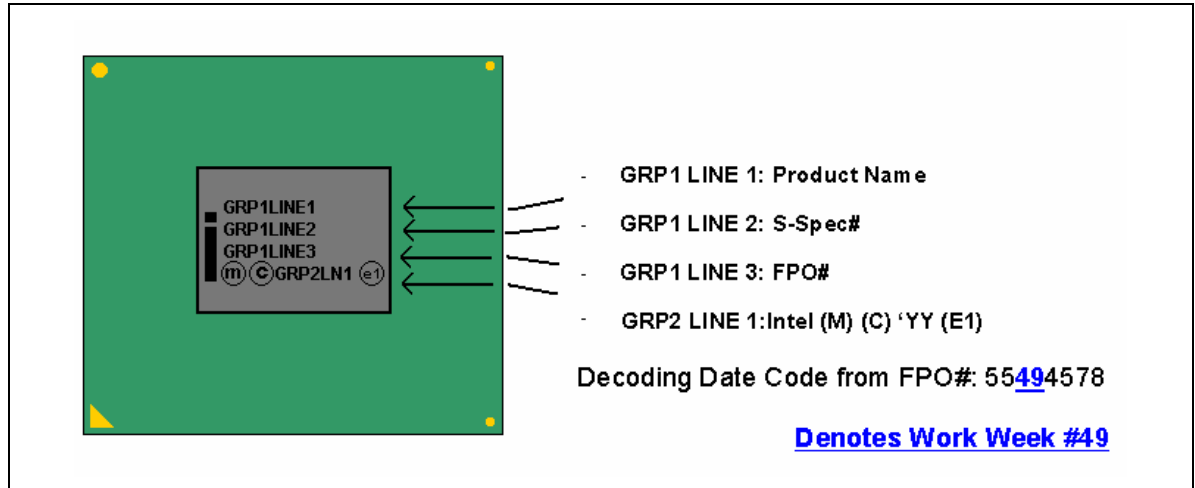 GRP1LINE1
GRP1LINE2
GRP1LINE3
(m) (c) GRP2LN1 (e1)
- GRP1 LINE 1: Product Name
- GRP1 LINE 2: S-Spec#
- GRP1 LINE 3: FPO#
- GRP2 LINE 1:Intel (M) (C) ‘YY (E1)
Decoding Date Code from FPO#: 55494578
Denotes Work Week #49